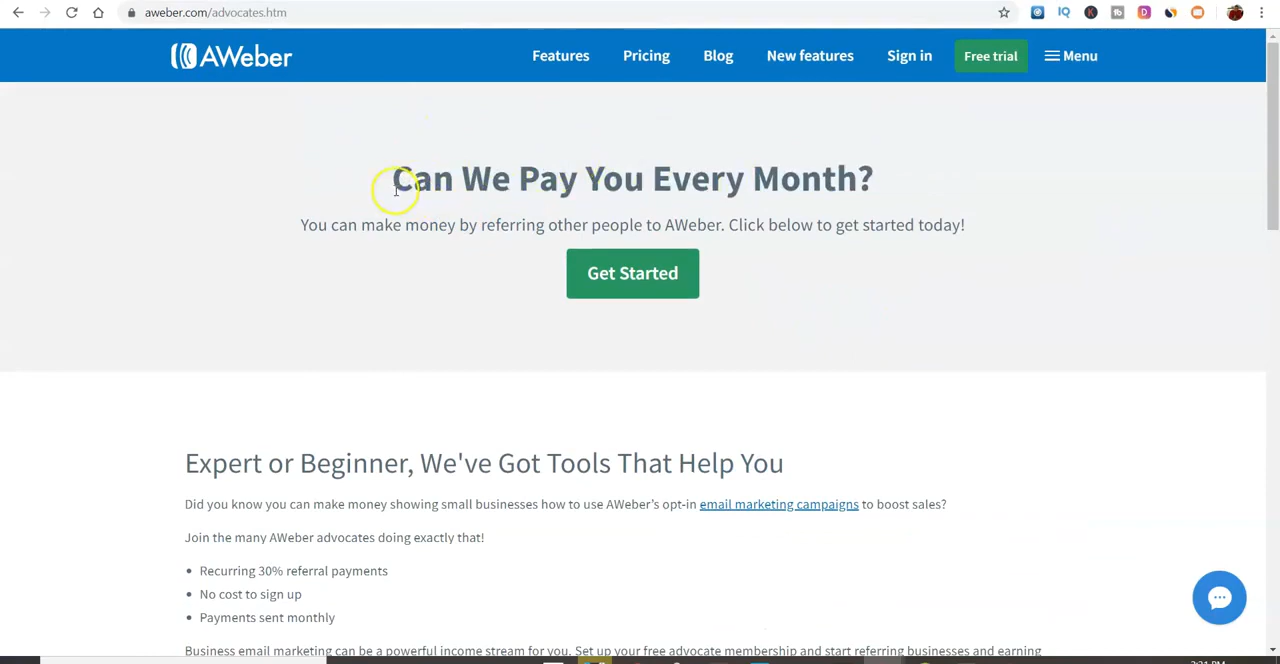 aweber.com/advocates.htm
AWeber Features Pricing Blog New features Sign in Free trial Menu
Can We Pay You Every Month?
You can make money by referring other people to AWeber. Click below to get started today!
Get Started
Expert or Beginner, We've Got Tools That Help You
Did you know you can make money showing small businesses how to use AWeber's opt-in email marketing campaigns to boost sales?
Join the many AWeber advocates doing exactly that!
• Recurring 30% referral payments
• No cost to sign up
• Payments sent monthly
Business email marketing can be a powerful income stream for you. Set up your free advocate membership and start referring businesses and earning